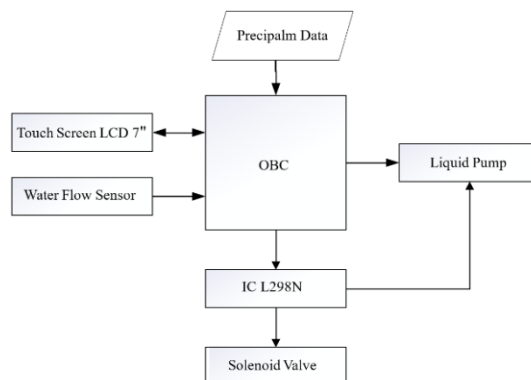 Precipalm Data
Touch Screen LCD 7"
OBC
Liquid Pump
Water Flow Sensor
IC L298N
Solenoid Valve